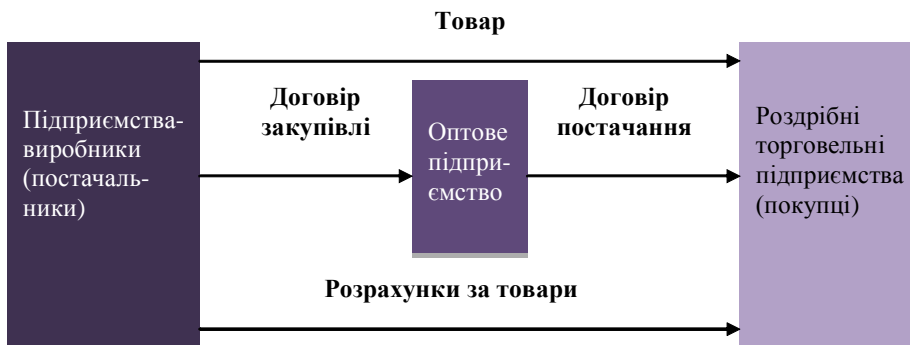 Товар
Підприємства-
виробники
(постачаль-
ники)
Договір
закупівлі
Оптове
підпри-
ємство
Договір
постачання
Роздрібні
торговельні
підприємства
(покупці)
Розрахунки за товари